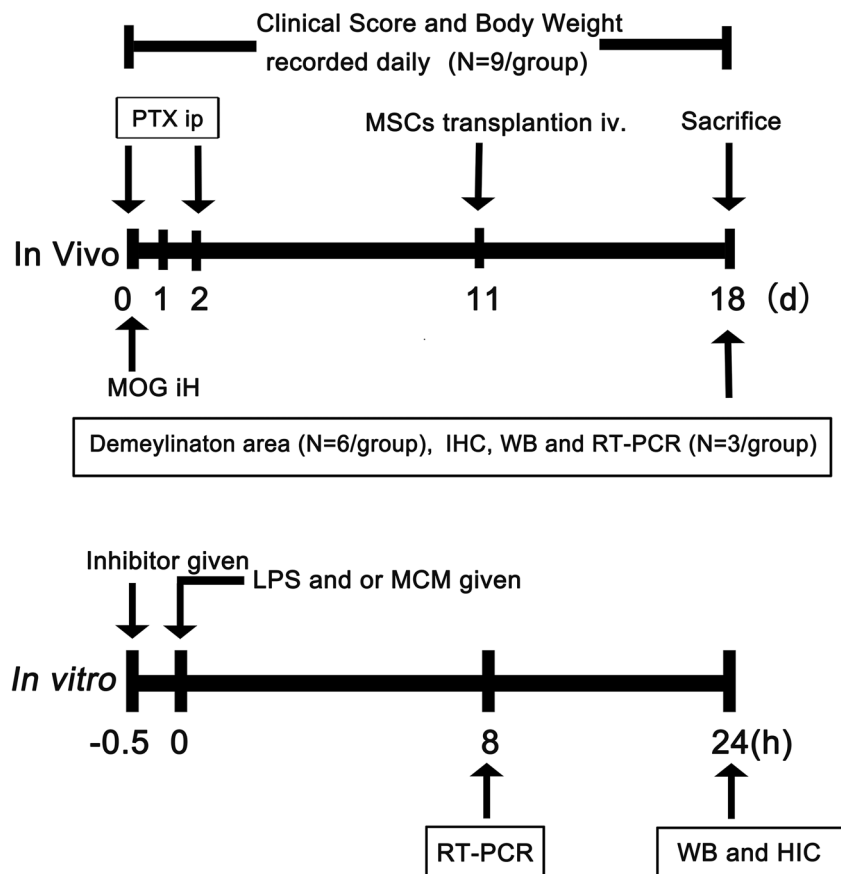 Clinical Score and Body Weight
recorded daily (N=9/group)
PTX ip
MSCs transplantion iv.
Sacrifice
In Vivo
0 1 2 11 18 (d)
MOG iH
Demeylinaton area (N=6/group), IHC, WB and RT-PCR (N=3/group)
Inhibitor given
LPS and or MCM given
In vitro
-0.5 0 8 24(h)
RT-PCR
WB and HIC